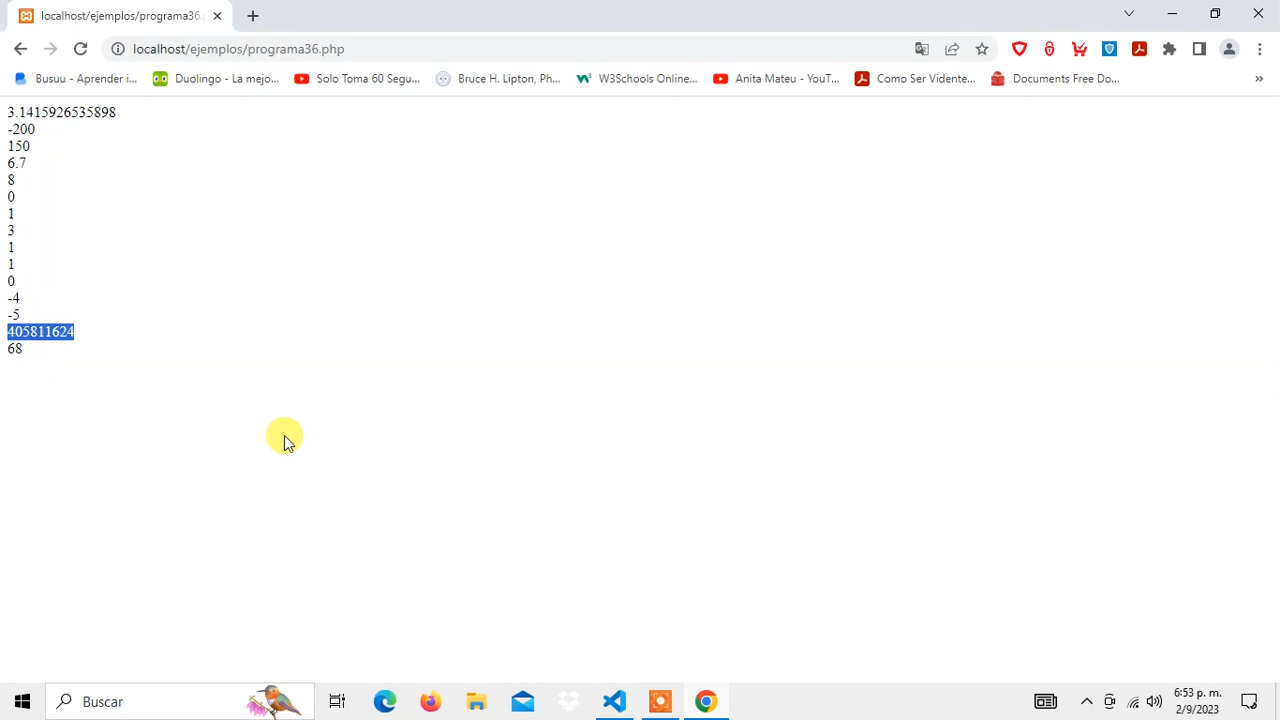 localhost/ejemplos/programa36.
localhost/ejemplos/programa36.php
Busuu - Aprender i...
Duolingo - La mejo...
Solo Toma 60 Segu...
Bruce H. Lipton, Ph...
W3Schools Online...
Anita Mateu - YouT...
Como Ser Vidente...
Documents Free Do...
»
3.1415926535898
-200
150
6.7
8
0
1
3
1
1
0
-4
-5
405811624
68
Buscar
6:53 p. m.
2/9/2023